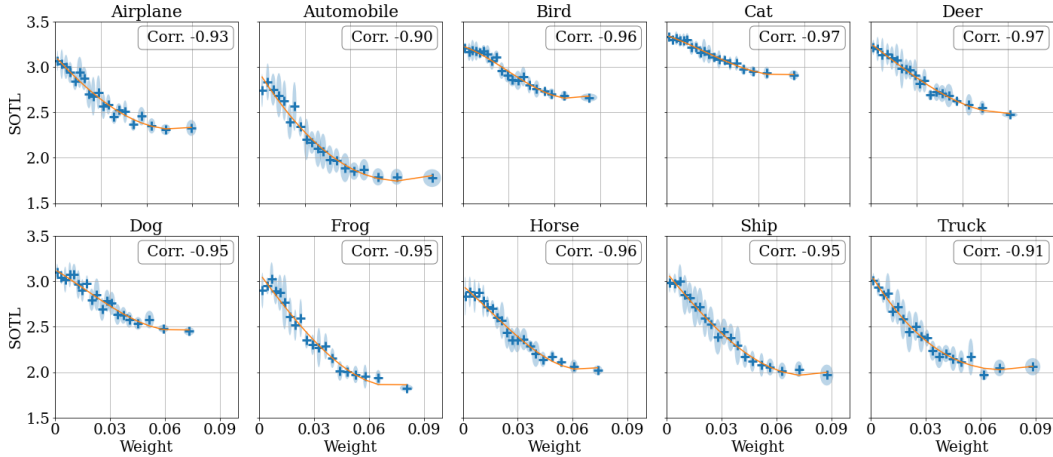 Airplane Automobile Bird Cat Deer
3.5 Corr. -0.93 Corr. -0.90 Corr. -0.96 Corr. -0.97 Corr. -0.97
3.0
SOTL
2.5
2.0
1.5
Dog Frog Horse Ship Truck
3.5 Corr. -0.95 Corr. -0.95 Corr. -0.96 Corr. -0.95 Corr. -0.91
3.0
SOTL
2.5
2.0
1.5
0 0.03 0.06 0.09 0 0.03 0.06 0.09 0 0.03 0.06 0.09 0 0.03 0.06 0.09 0 0.03 0.06 0.09
Weight Weight Weight Weight Weight